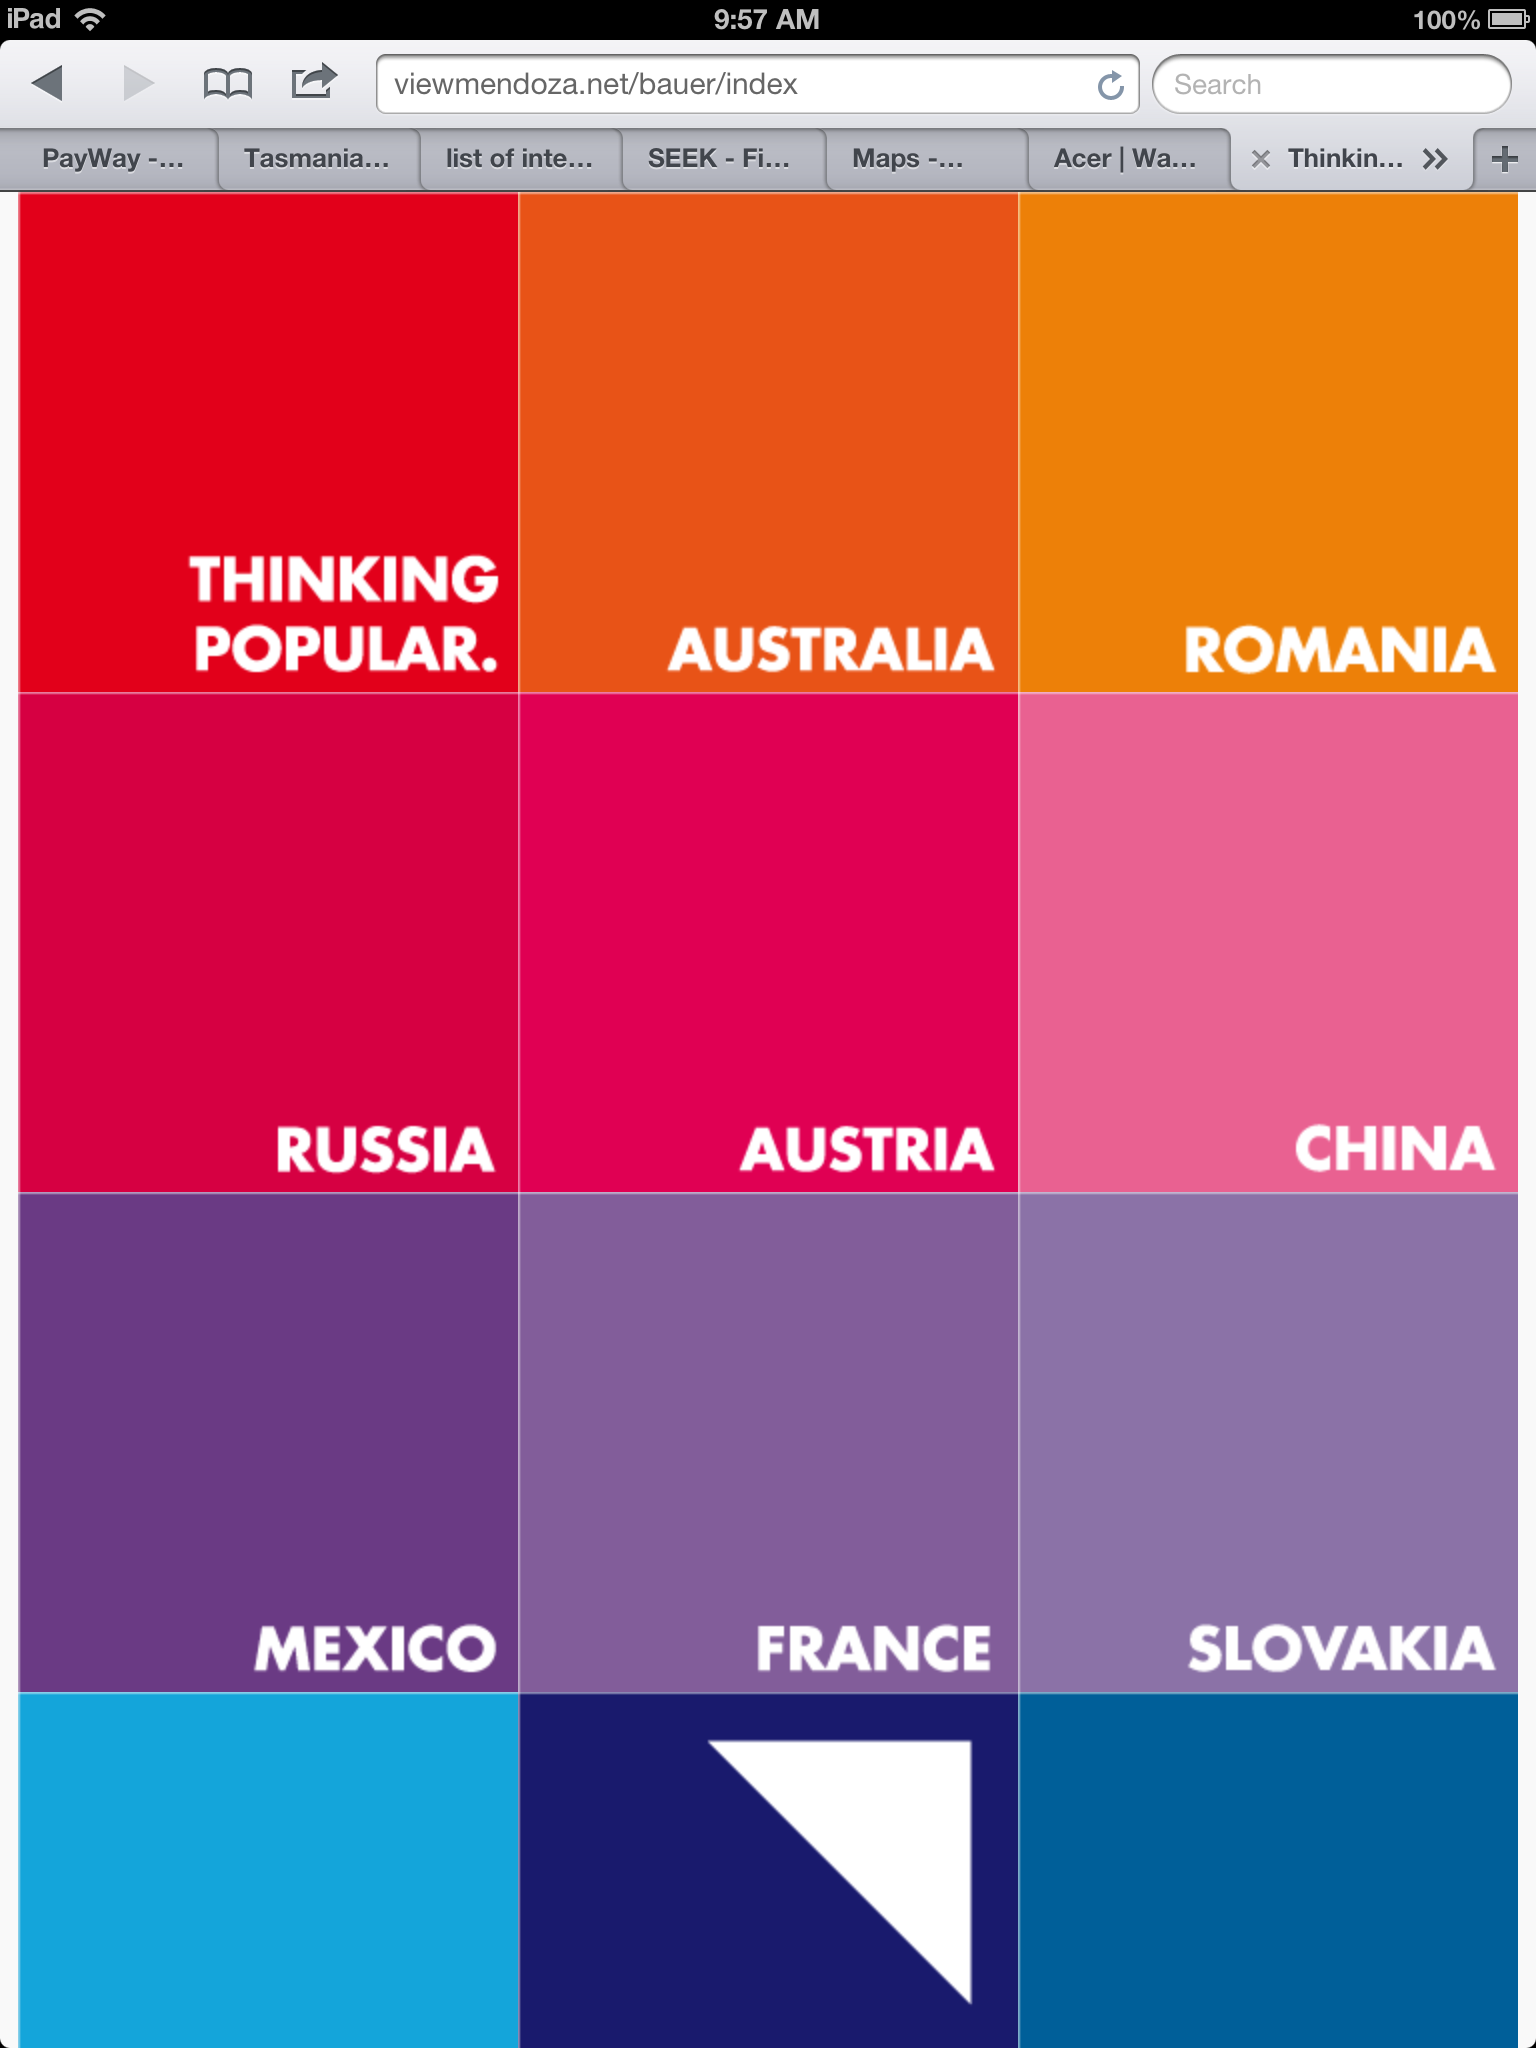 iPad 9:57 AM 100%
viewmendoza.net/bauer/index Search
PayWay -... Tasmania... list of inte... SEEK - Fi... Maps -... Acer | Wa... Thinkin...
THINKING
POPULAR.
AUSTRALIA
ROMANIA
RUSSIA
AUSTRIA
CHINA
MEXICO
FRANCE
SLOVAKIA